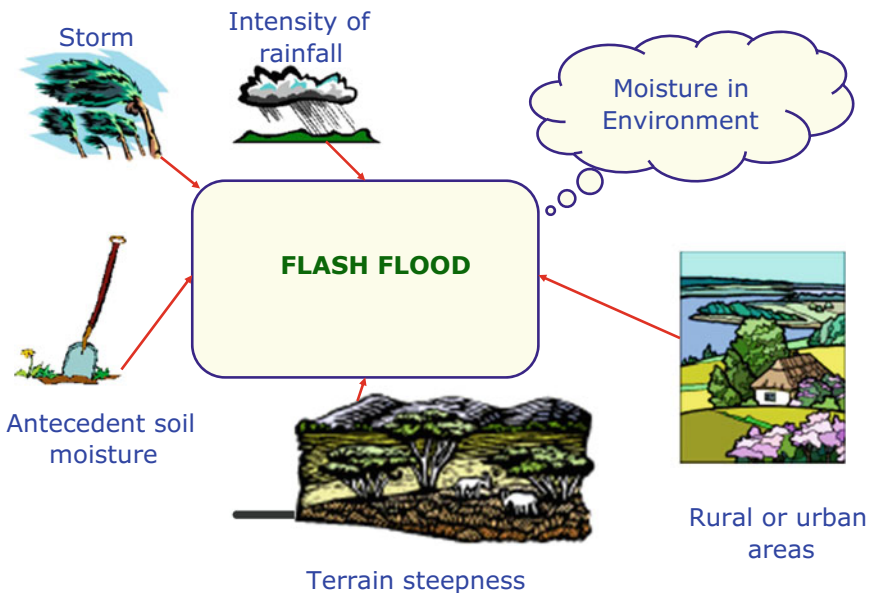 Storm
Intensity of
rainfall
Moisture in
Environment
FLASH FLOOD
Antecedent soil
moisture
Rural or urban
areas
Terrain steepness